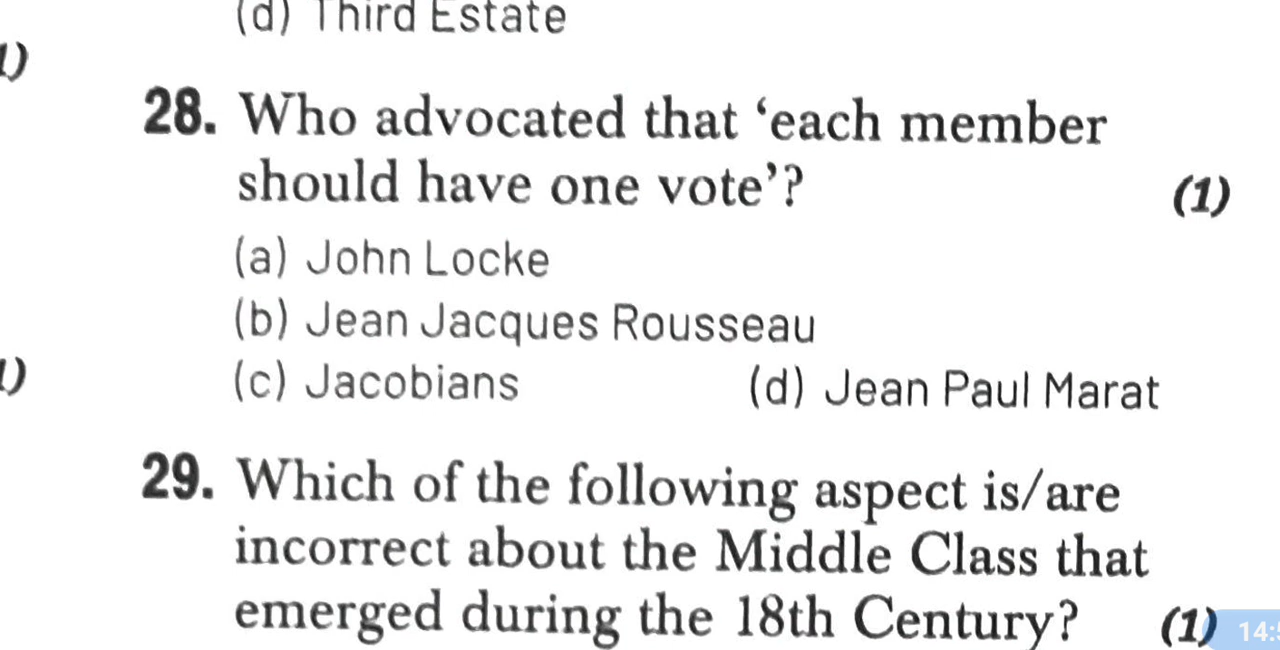 (d) Third Estate
1)
28. Who advocated that ‘each member
should have one vote’?
(1)
(a) John Locke
(b) Jean Jacques Rousseau
(c) Jacobians (d) Jean Paul Marat
29. Which of the following aspect is/are
incorrect about the Middle Class that
emerged during the 18th Century? (1)